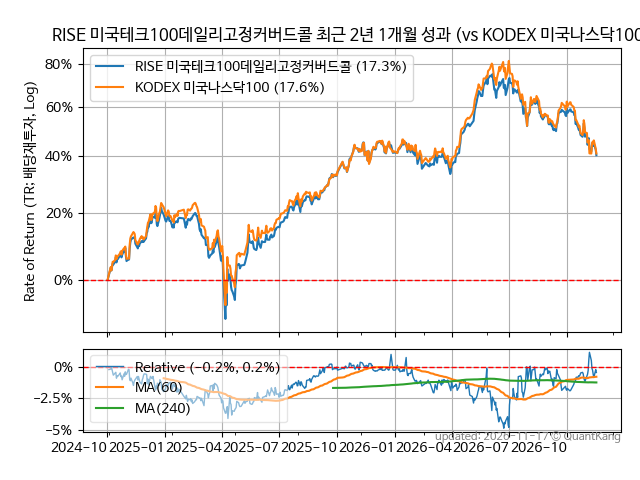 RISE 미국테크100데일리고정커버드콜 최근 2년 1개월 성과 (vs KODEX 미국나스닥100
RISE 미국테크100데일리고정커버드콜 (17.3%)
KODEX 미국나스닥100 (17.6%)
Rate of Return (TR: 배당재투자, Log)
80%
60%
40%
20%
0%
Relative (−0.2%, 0.2%)
MA(60)
MA(240)
0%
−2.5%
−5%
updated: 2026-11-17 © QuantKang
2024-10 2025-01 2025-04 2025-07 2025-10 2026-01 2026-04 2026-07 2026-10